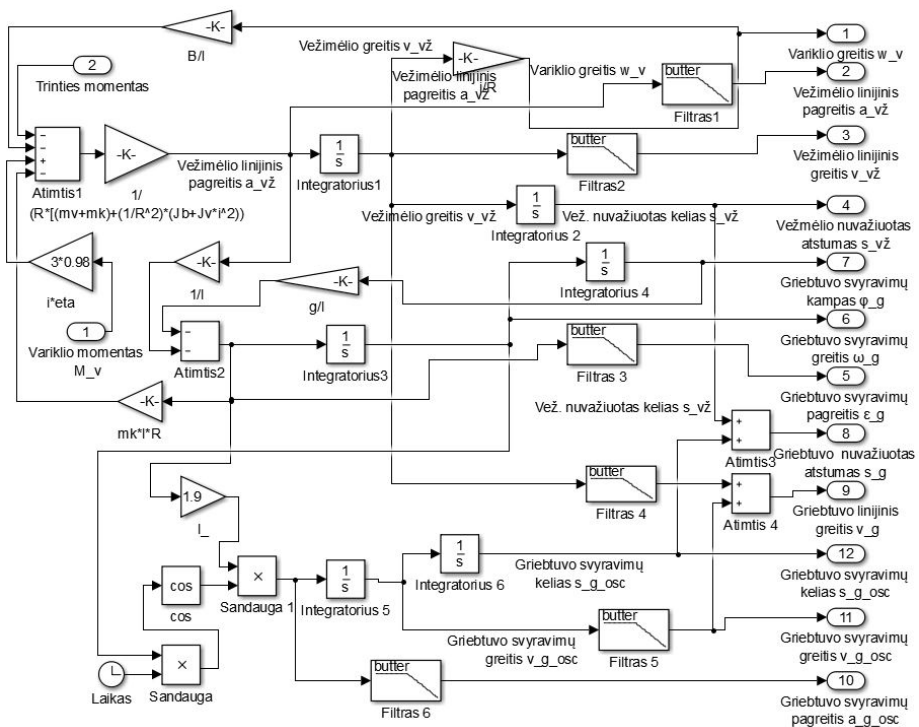 -K-
B/I
2
Trinties momentas
Vežimėlio greitis v_vž
-K-
i/R
Vežimėlio linijinis
pagreitis a_vž
Variklio greitis w_v
butter
Filtras1
1
Variklio greitis w_v
2
Vežimėlio linijinis
pagreitis a_vž
−
−
+
−
Atimtis1
-K-
1/
(R*[(mv+mk)+(1/R^2)*(Jb+Jv*i^2))
Vežimėlio linijinis
pagreitis a_vž
1
s
Integratorius1
butter
Filtras2
3
Vežimėlio linijinis
greitis v_vž
Vežimėlio greitis v_vž
1
s
Integratorius 2
Vež. nuvažiuotas kelias s_vž
4
Vežmėlio nuvažiuotas
atstumas s_vž
3*0.98
i*eta
-K-
1/l
-K-
g/l
1
s
Integratorius 4
7
Griebtuvo svyravimų
kampas φ_g
1
Variklio momentas
M_v
−
−
Atimtis2
1
s
Integratorius3
6
Griebtuvo svyravimų
greitis ω_g
butter
Filtras 3
5
Griebtuvo svyravimų
pagreitis ε_g
-K-
mk*l*R
Vež. nuvažiuotas kelias s_vž
+
+
Atimtis3
8
Griebtuvo nuvažiuotas
atstumas s_g
1.9
l_
butter
Filtras 4
+
+
Atimtis 4
9
Griebtuvo linijinis
greitis v_g
cos
cos
×
Sandauga 1
1
s
Integratorius 5
1
s
Integratorius 6
Griebtuvo svyravimų
kelias s_g_osc
12
Griebtuvo svyravimų
kelias s_g_osc
Griebtuvo svyravimų
greitis v_g_osc
butter
Filtras 5
11
Griebtuvo svyravimų
greitis v_g_osc
Laikas
×
Sandauga
butter
Filtras 6
10
Griebtuvo svyravimų
pagreitis a_g_osc